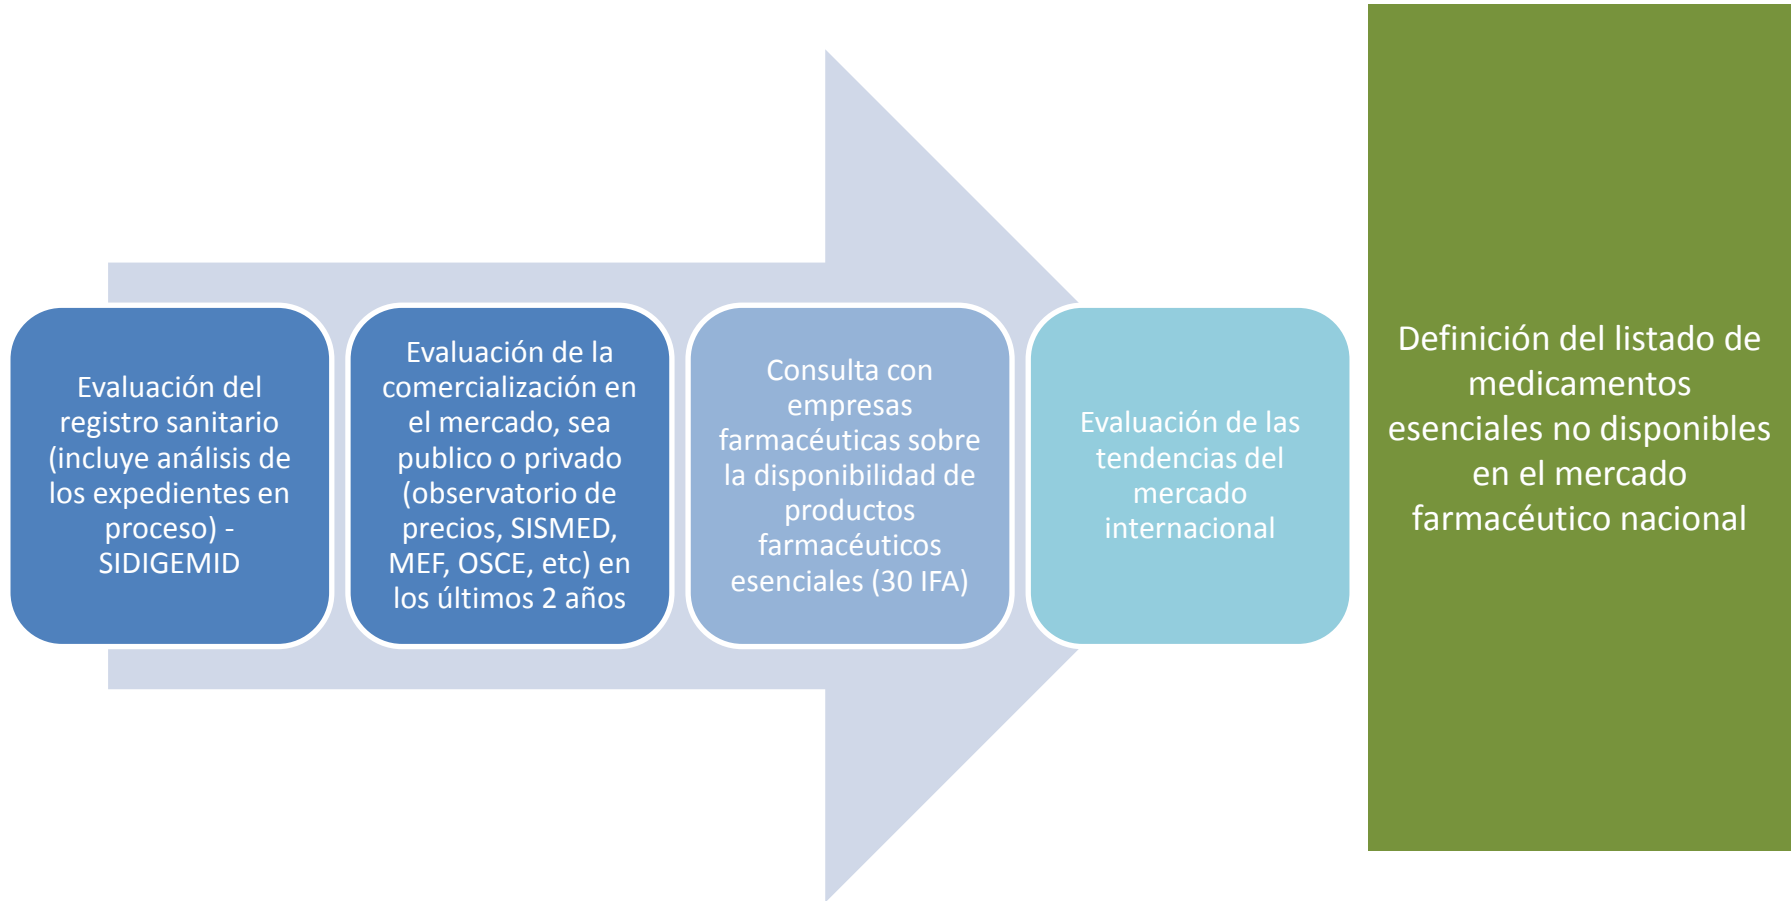 Evaluación del
registro sanitario
(incluye análisis de
los expedientes en
proceso) -
SIDIGEMID
Evaluación de la
comercialización en
el mercado, sea
publico o privado
(observatorio de
precios, SISMED,
MEF, OSCE, etc) en
los últimos 2 años
Consulta con
empresas
farmacéuticas sobre
la disponibilidad de
productos
farmacéuticos
esenciales (30 IFA)
Evaluación de las
tendencias del
mercado
internacional
Definición del listado de
medicamentos
esenciales no disponibles
en el mercado
farmacéutico nacional